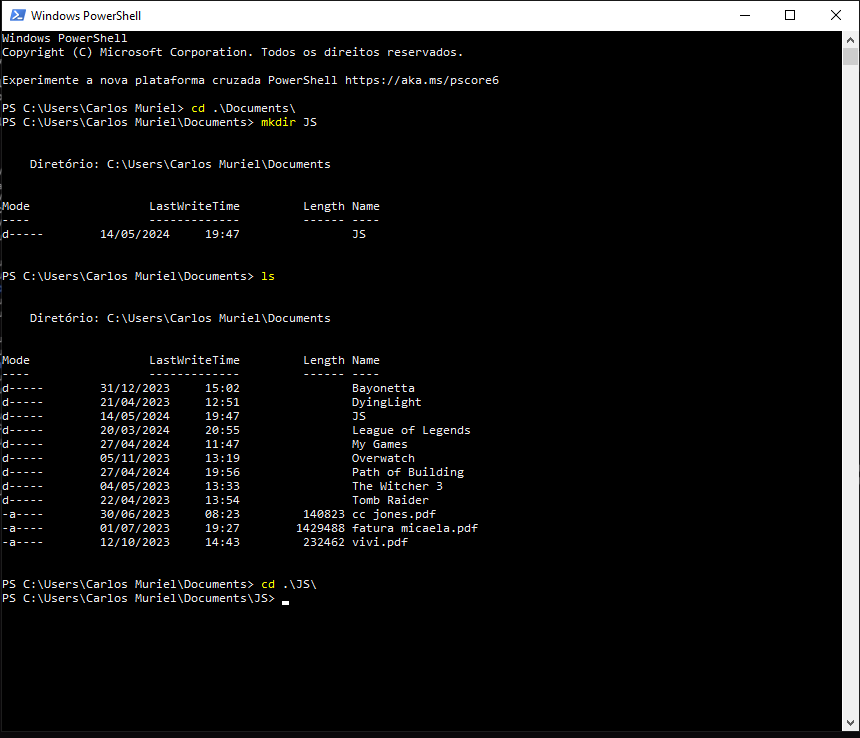 Windows PowerShell
Windows PowerShell
Copyright (C) Microsoft Corporation. Todos os direitos reservados.
Experimente a nova plataforma cruzada PowerShell https://aka.ms/pscore6
PS C:\Users\Carlos Muriel> cd .\Documents\
PS C:\Users\Carlos Muriel\Documents> mkdir JS
Diretório: C:\Users\Carlos Muriel\Documents
Mode                 LastWriteTime         Length Name
----                 -------------         ------ ----
d-----        14/05/2024     19:47                JS
PS C:\Users\Carlos Muriel\Documents> ls
Diretório: C:\Users\Carlos Muriel\Documents
Mode                 LastWriteTime         Length Name
----                 -------------         ------ ----
d-----        31/12/2023     15:02                Bayonetta
d-----        21/04/2023     12:51                DyingLight
d-----        14/05/2024     19:47                JS
d-----        20/03/2024     20:55                League of Legends
d-----        27/04/2024     11:47                My Games
d-----        05/11/2023     13:19                Overwatch
d-----        27/04/2024     19:56                Path of Building
d-----        04/05/2023     13:33                The Witcher 3
d-----        22/04/2023     13:54                Tomb Raider
-a----        30/06/2023     08:23         140823 cc jones.pdf
-a----        01/07/2023     19:27        1429488 fatura micaela.pdf
-a----        12/10/2023     14:43         232462 vivi.pdf
PS C:\Users\Carlos Muriel\Documents> cd .\JS\
PS C:\Users\Carlos Muriel\Documents\JS>